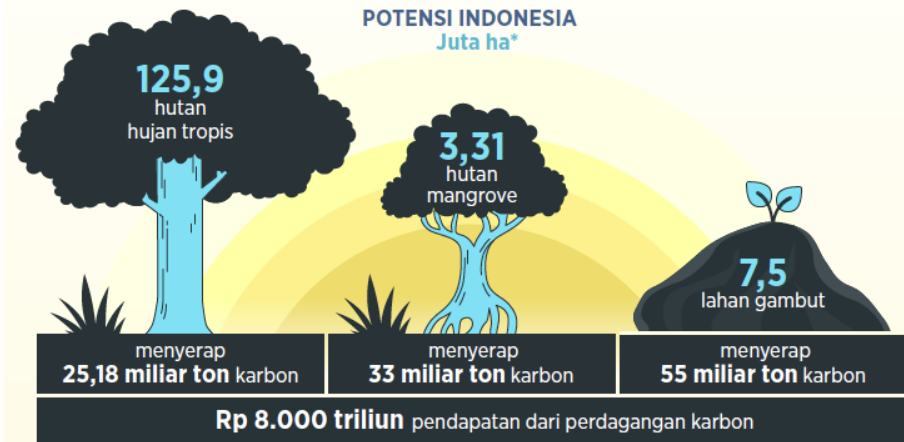 POTENSI INDONESIA
Juta ha*
125,9
hutan
hujan tropis
3,31
hutan
mangrove
7,5
lahan gambut
menyerap
25,18 miliar ton karbon
menyerap
33 miliar ton karbon
menyerap
55 miliar ton karbon
Rp 8.000 triliun pendapatan dari perdagangan karbon